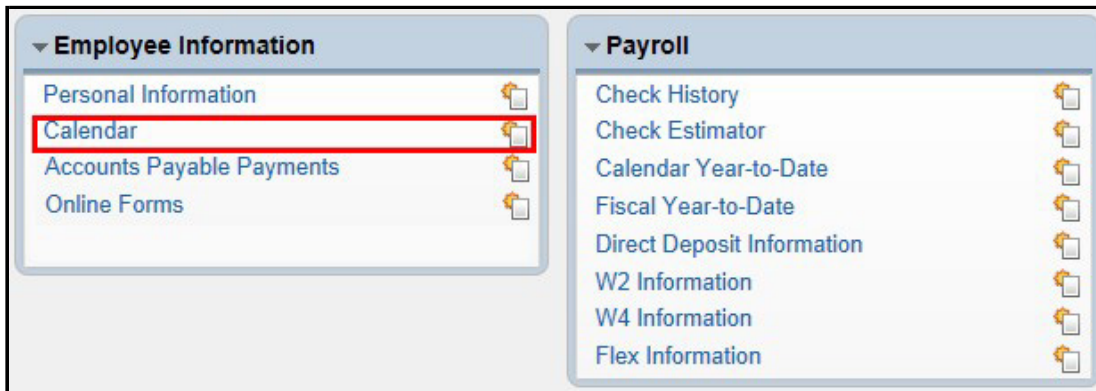 Employee Information
Personal Information
Calendar
Accounts Payable Payments
Online Forms
Payroll
Check History
Check Estimator
Calendar Year-to-Date
Fiscal Year-to-Date
Direct Deposit Information
W2 Information
W4 Information
Flex Information